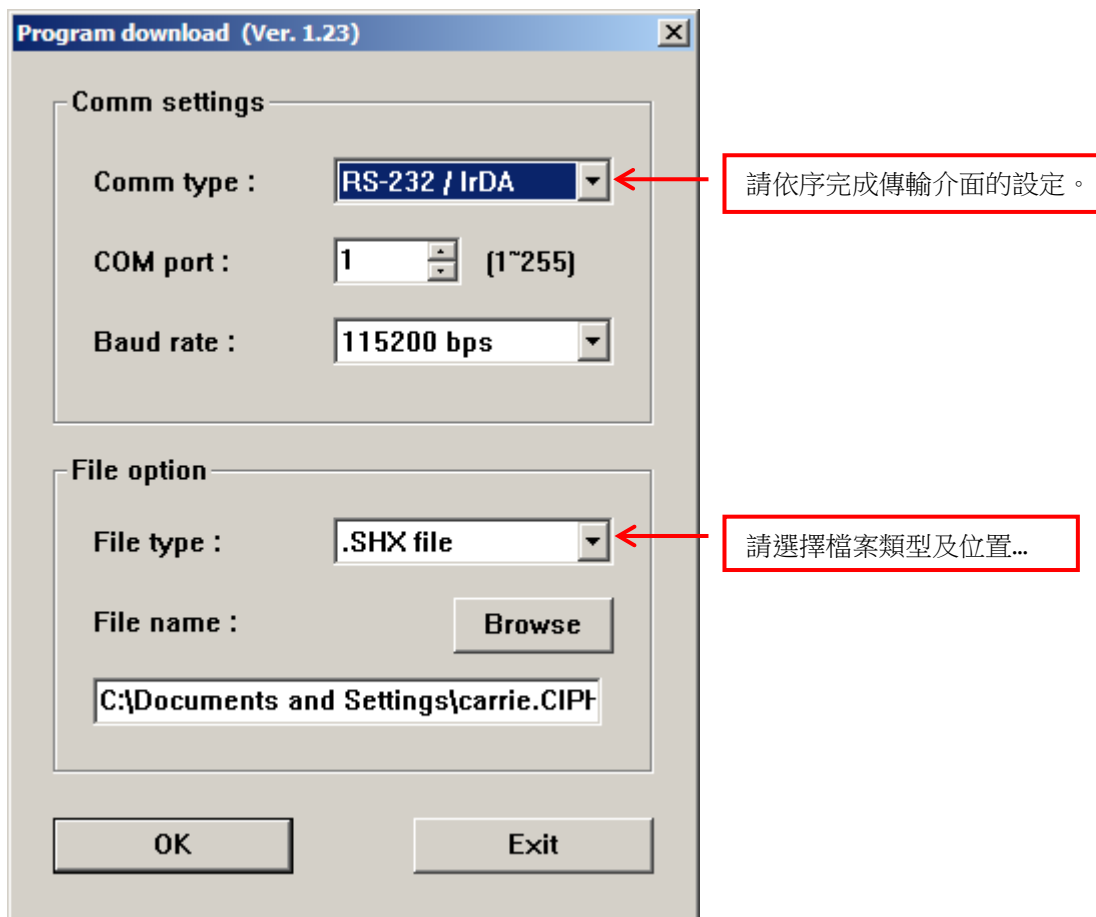 Program download (Ver. 1.23)
Comm settings
Comm type : RS-232 / IrDA
請依序完成傳輸介面的設定。
COM port : 1 (1~255)
Baud rate : 115200 bps
File option
File type : .SHX file
請選擇檔案類型及位置…
File name : Browse
C:\Documents and Settings\carrie.CIPH
OK Exit